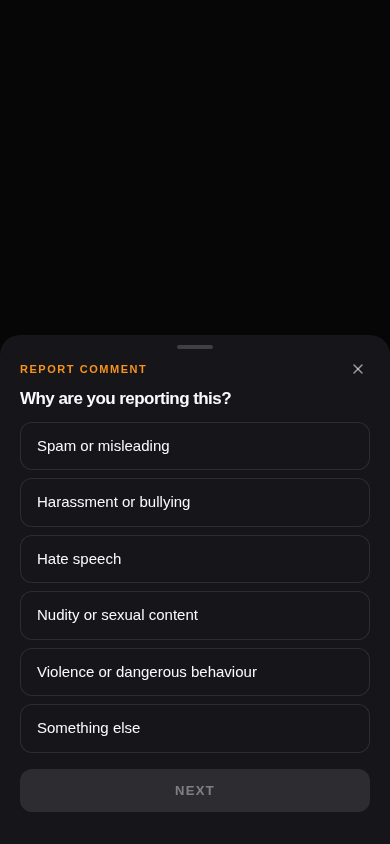 REPORT COMMENT
Why are you reporting this?
Spam or misleading
Harassment or bullying
Hate speech
Nudity or sexual content
Violence or dangerous behaviour
Something else
NEXT